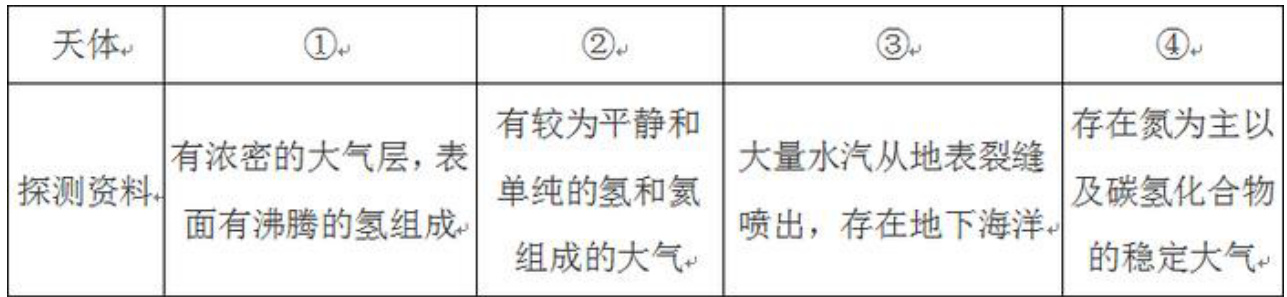 天体 ① ② ③ ④
探测资料
有浓密的大气层，表
面有沸腾的氢组成
有较为平静和
单纯的氢和氦
组成的大气
大量水汽从地表裂缝
喷出，存在地下海洋
存在氮为主以
及碳氢化合物
的稳定大气